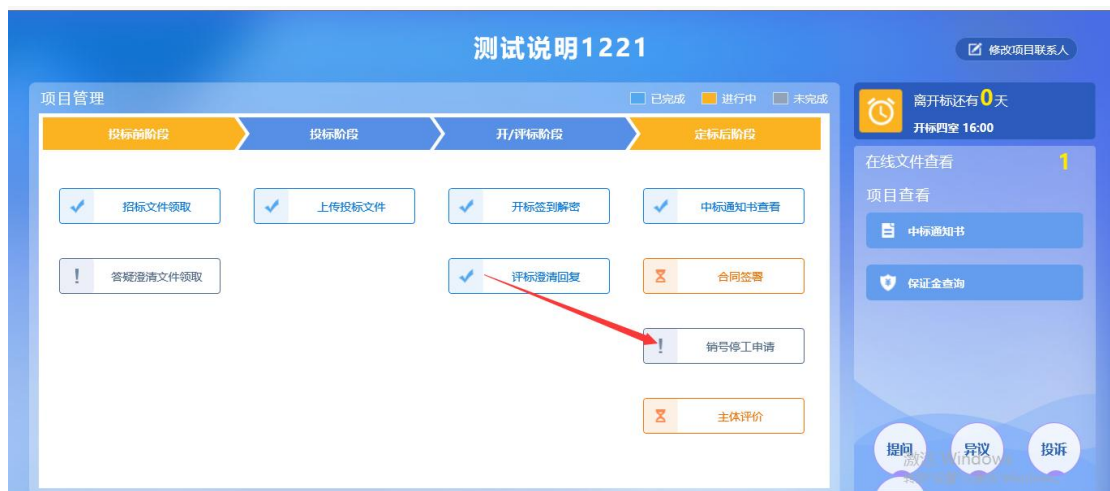 测试说明1221
修改项目联系人
项目管理
已完成 进行中 未完成
投标前阶段 投标阶段 开/评标阶段 定标后阶段
招标文件领取 上传投标文件 开标签到解密 中标通知书查看
答疑澄清文件领取 评标澄清回复 合同签署
销号停工申请
主体评价
离开标还有0天
开标四室 16:00
在线文件查看 1
项目查看
中标通知书
保证金查询
提问 异议 投诉
激活 Windows